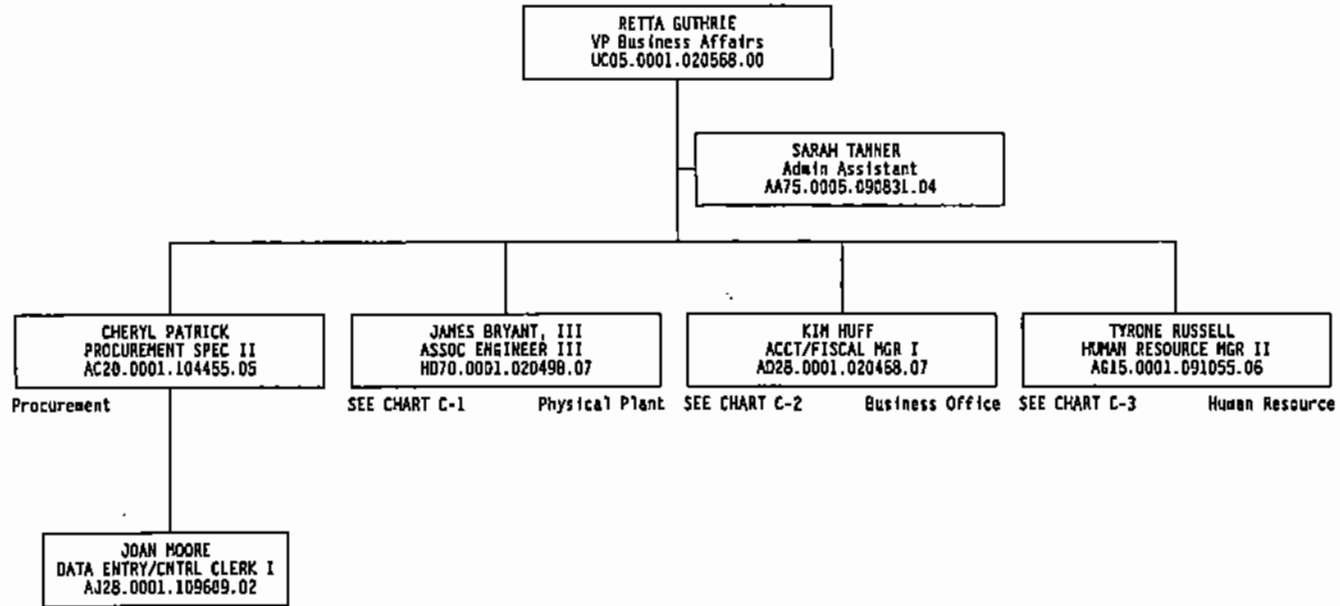 RETTA GUTHRIE
VP Business Affairs
UC05.0001.020568.00
SARAH TANNER
Admin Assistant
AA75.0005.090831.04
CHERYL PATRICK
PROCUREMENT SPEC II
AC20.0001.104455.05
JAMES BRYANT, III
ASSOC ENGINEER III
HD70.0001.020498.07
KIM HUFF
ACCT/FISCAL MGR I
AD28.0001.020468.07
TYRONE RUSSELL
HUMAN RESOURCE MGR II
AG15.0001.091055.06
Procurement
SEE CHART C-1 Physical Plant
SEE CHART C-2 Business Office
SEE CHART C-3 Human Resource
JOAN MOORE
DATA ENTRY/CNTRL CLERK I
AJ28.0001.109609.02